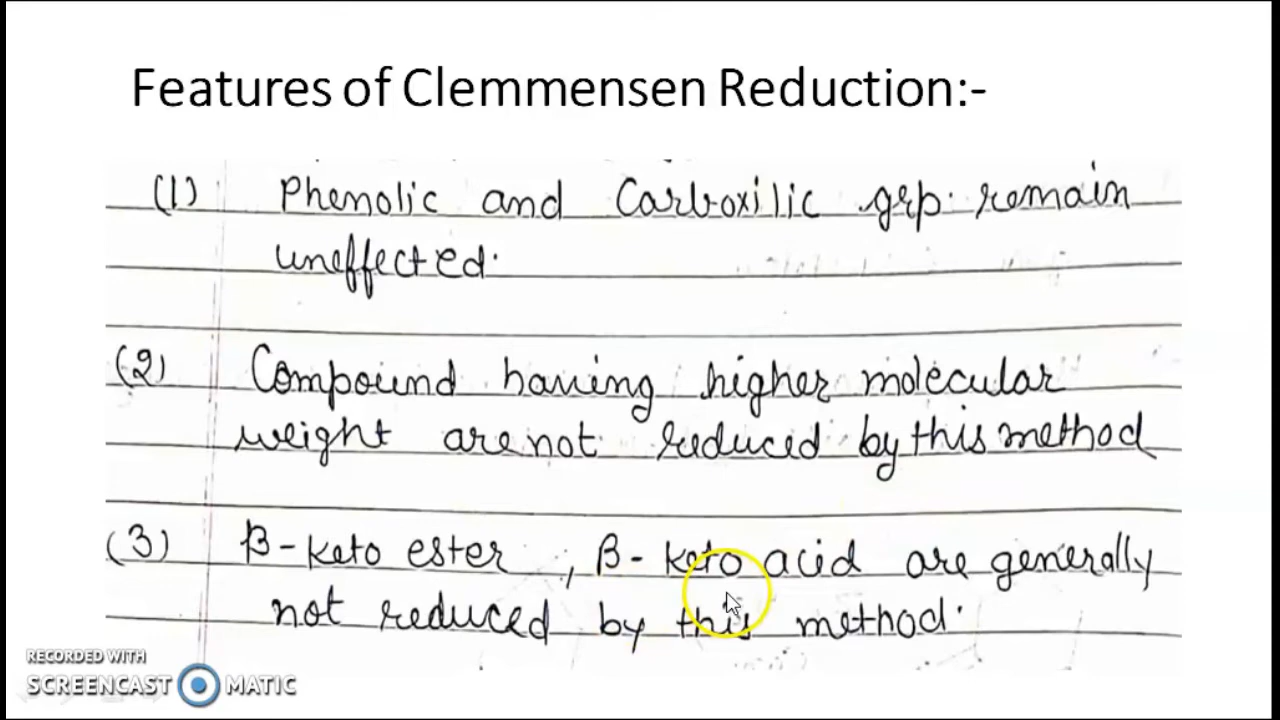 Features of Clemmensen Reduction:-
(1) Phenolic and Carboxilic grp. remain
uneffected.
(2) Compound having higher molecular
weight are not reduced by this method
(3) β-keto ester, β-keto acid are generally
not reduced by this method.
RECORDED WITH
SCREENCAST MATIC